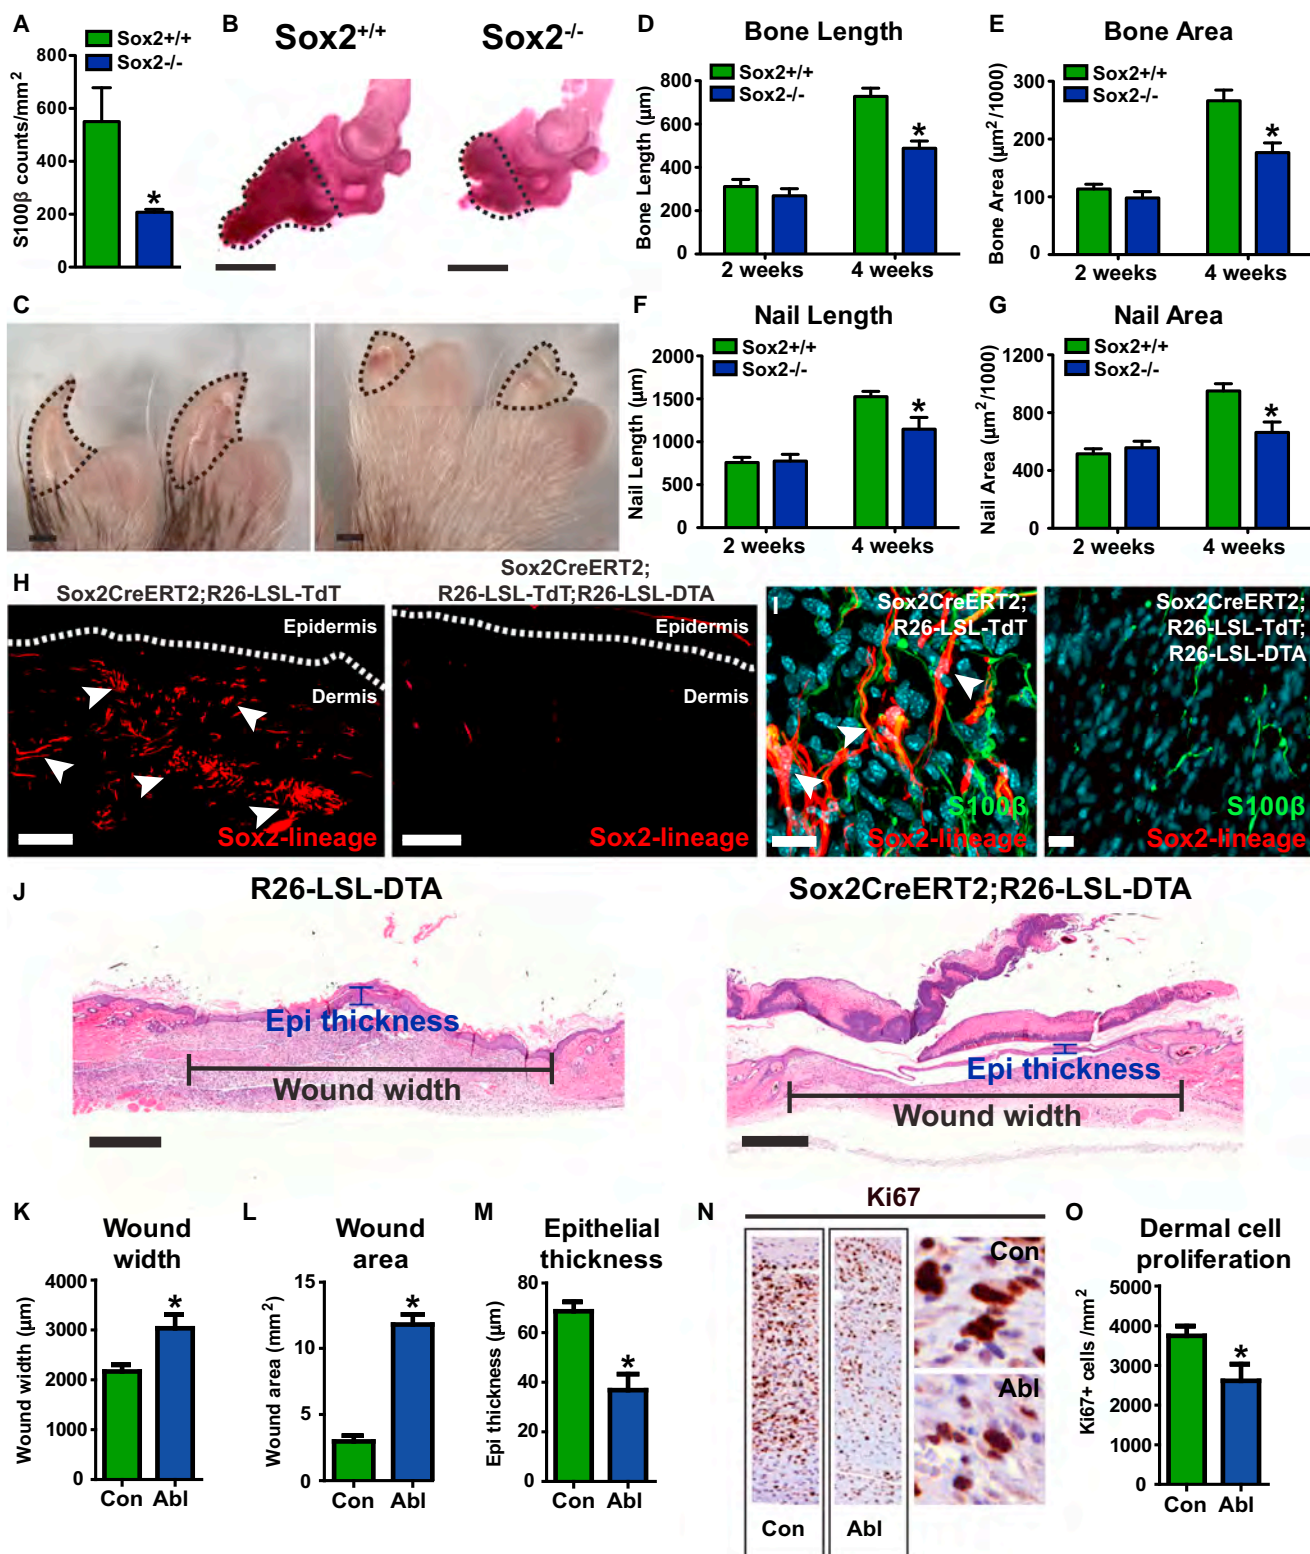 A
Sox2+/+
Sox2-/-
S100β counts/mm²
800
600
400
200
0
*
B
Sox2+/+
Sox2-/-
C
D
Bone Length
Sox2+/+
Sox2-/-
Bone Length (μm)
800
600
400
200
0
*
2 weeks
4 weeks
E
Bone Area
Sox2+/+
Sox2-/-
Bone Area (μm²/1000)
300
200
100
0
*
2 weeks
4 weeks
F
Nail Length
Sox2+/+
Sox2-/-
Nail Length (μm)
2000
1500
1000
500
0
*
2 weeks
4 weeks
G
Nail Area
Sox2+/+
Sox2-/-
Nail Area (μm²/1000)
1200
800
400
0
*
2 weeks
4 weeks
H
Sox2CreERT2;R26-LSL-TdT
Epidermis
Dermis
Sox2-lineage
Sox2CreERT2;
R26-LSL-TdT;R26-LSL-DTA
Epidermis
Dermis
Sox2-lineage
I
Sox2CreERT2;
R26-LSL-TdT
S100β
Sox2-lineage
Sox2CreERT2;
R26-LSL-TdT;
R26-LSL-DTA
S100β
Sox2-lineage
J
R26-LSL-DTA
Epi thickness
Wound width
Sox2CreERT2;R26-LSL-DTA
Epi thickness
Wound width
K
Wound
width
Wound width (μm)
4000
3000
2000
1000
0
*
Con
Abl
L
Wound
area
Wound area (mm²)
15
10
5
0
*
Con
Abl
M
Epithelial
thickness
Epi thickness (μm)
80
60
40
20
0
*
Con
Abl
N
Ki67
Con
Abl
Con
Abl
O
Dermal cell
proliferation
Ki67+ cells /mm²
5000
4000
3000
2000
1000
0
*
Con
Abl